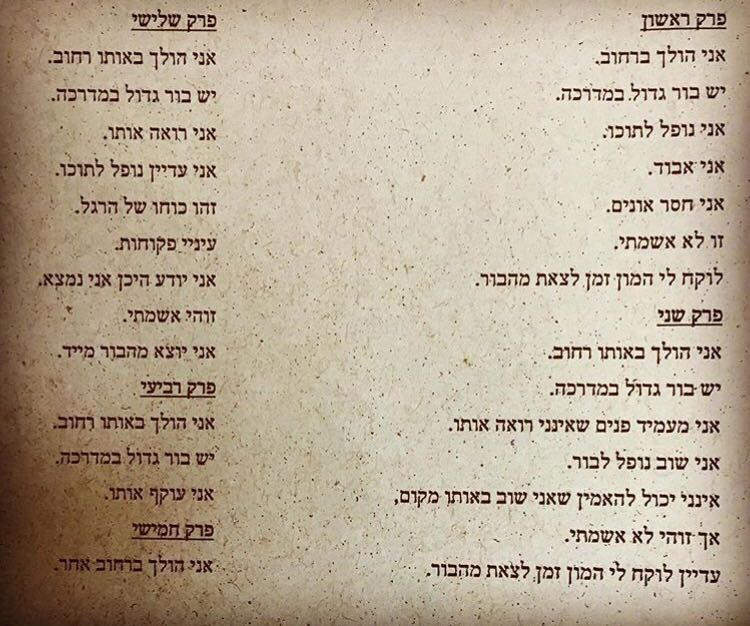 פרק ראשון
אני הולך ברחוב.
יש בור גדול במדרכה.
אני נופל לתוכו.
אני אבוד.
אני חסר אונים.
זו לא אשמתי.
לוקח לי המון זמן לצאת מהבור.
פרק שני
אני הולך באותו רחוב.
יש בור גדול במדרכה.
אני מעמיד פנים שאינני רואה אותו.
אני שוב נופל לבור.
אינני יכול להאמין שאני שוב באותו מקום,
אך זוהי לא אשמתי.
עדיין לוקח לי המון זמן לצאת מהבור.
פרק שלישי
אני הולך באותו רחוב.
יש בור גדול במדרכה.
אני רואה אותו.
אני עדיין נופל לתוכו.
זהו כוחו של הרגל.
עיניי פקוחות.
אני יודע היכן אני נמצא.
זוהי אשמתי.
אני יוצא מהבור מייד.
פרק רביעי
אני הולך באותו רחוב.
יש בור גדול במדרכה.
אני עוקף אותו.
פרק חמישי
אני הולך ברחוב אחר.